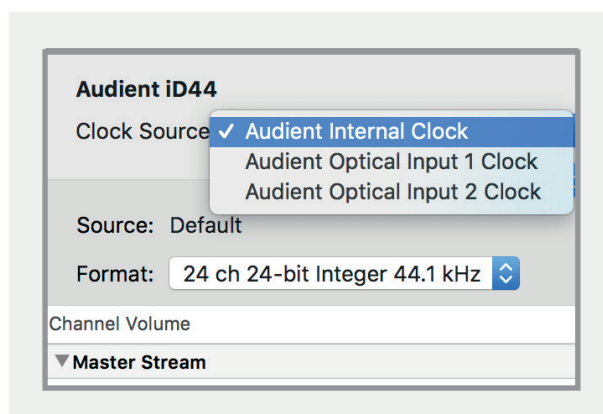 Audient iD44
Clock Source ✓ Audient Internal Clock
Audient Optical Input 1 Clock
Audient Optical Input 2 Clock
Source: Default
Format: 24 ch 24-bit Integer 44.1 kHz
Channel Volume
▼Master Stream